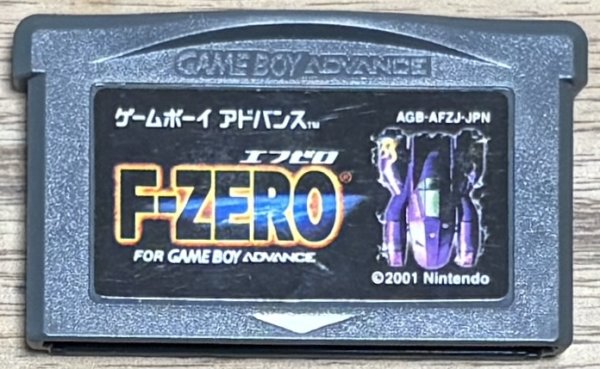 GAME BOY ADVANCE
ゲームボーイ アドバンス™
AGB-AFZJ-JPN
エフゼロ
F-ZERO®
FOR GAME BOY ADVANCE
©2001 Nintendo